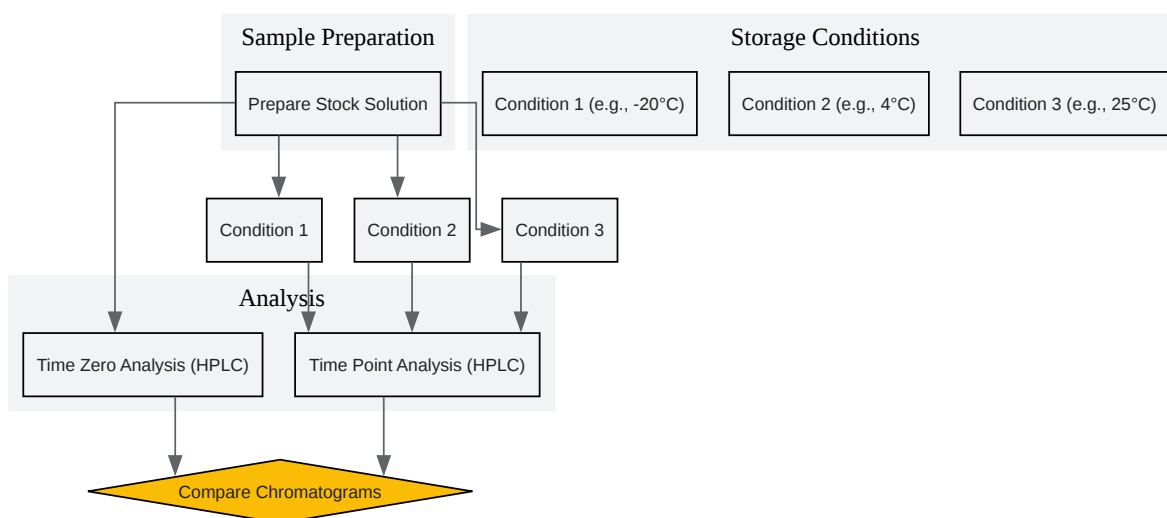 Sample Preparation
Storage Conditions
Prepare Stock Solution
Condition 1 (e.g., -20°C)
Condition 2 (e.g., 4°C)
Condition 3 (e.g., 25°C)
Condition 1
Condition 2
Condition 3
Analysis
Time Zero Analysis (HPLC)
Time Point Analysis (HPLC)
Compare Chromatograms